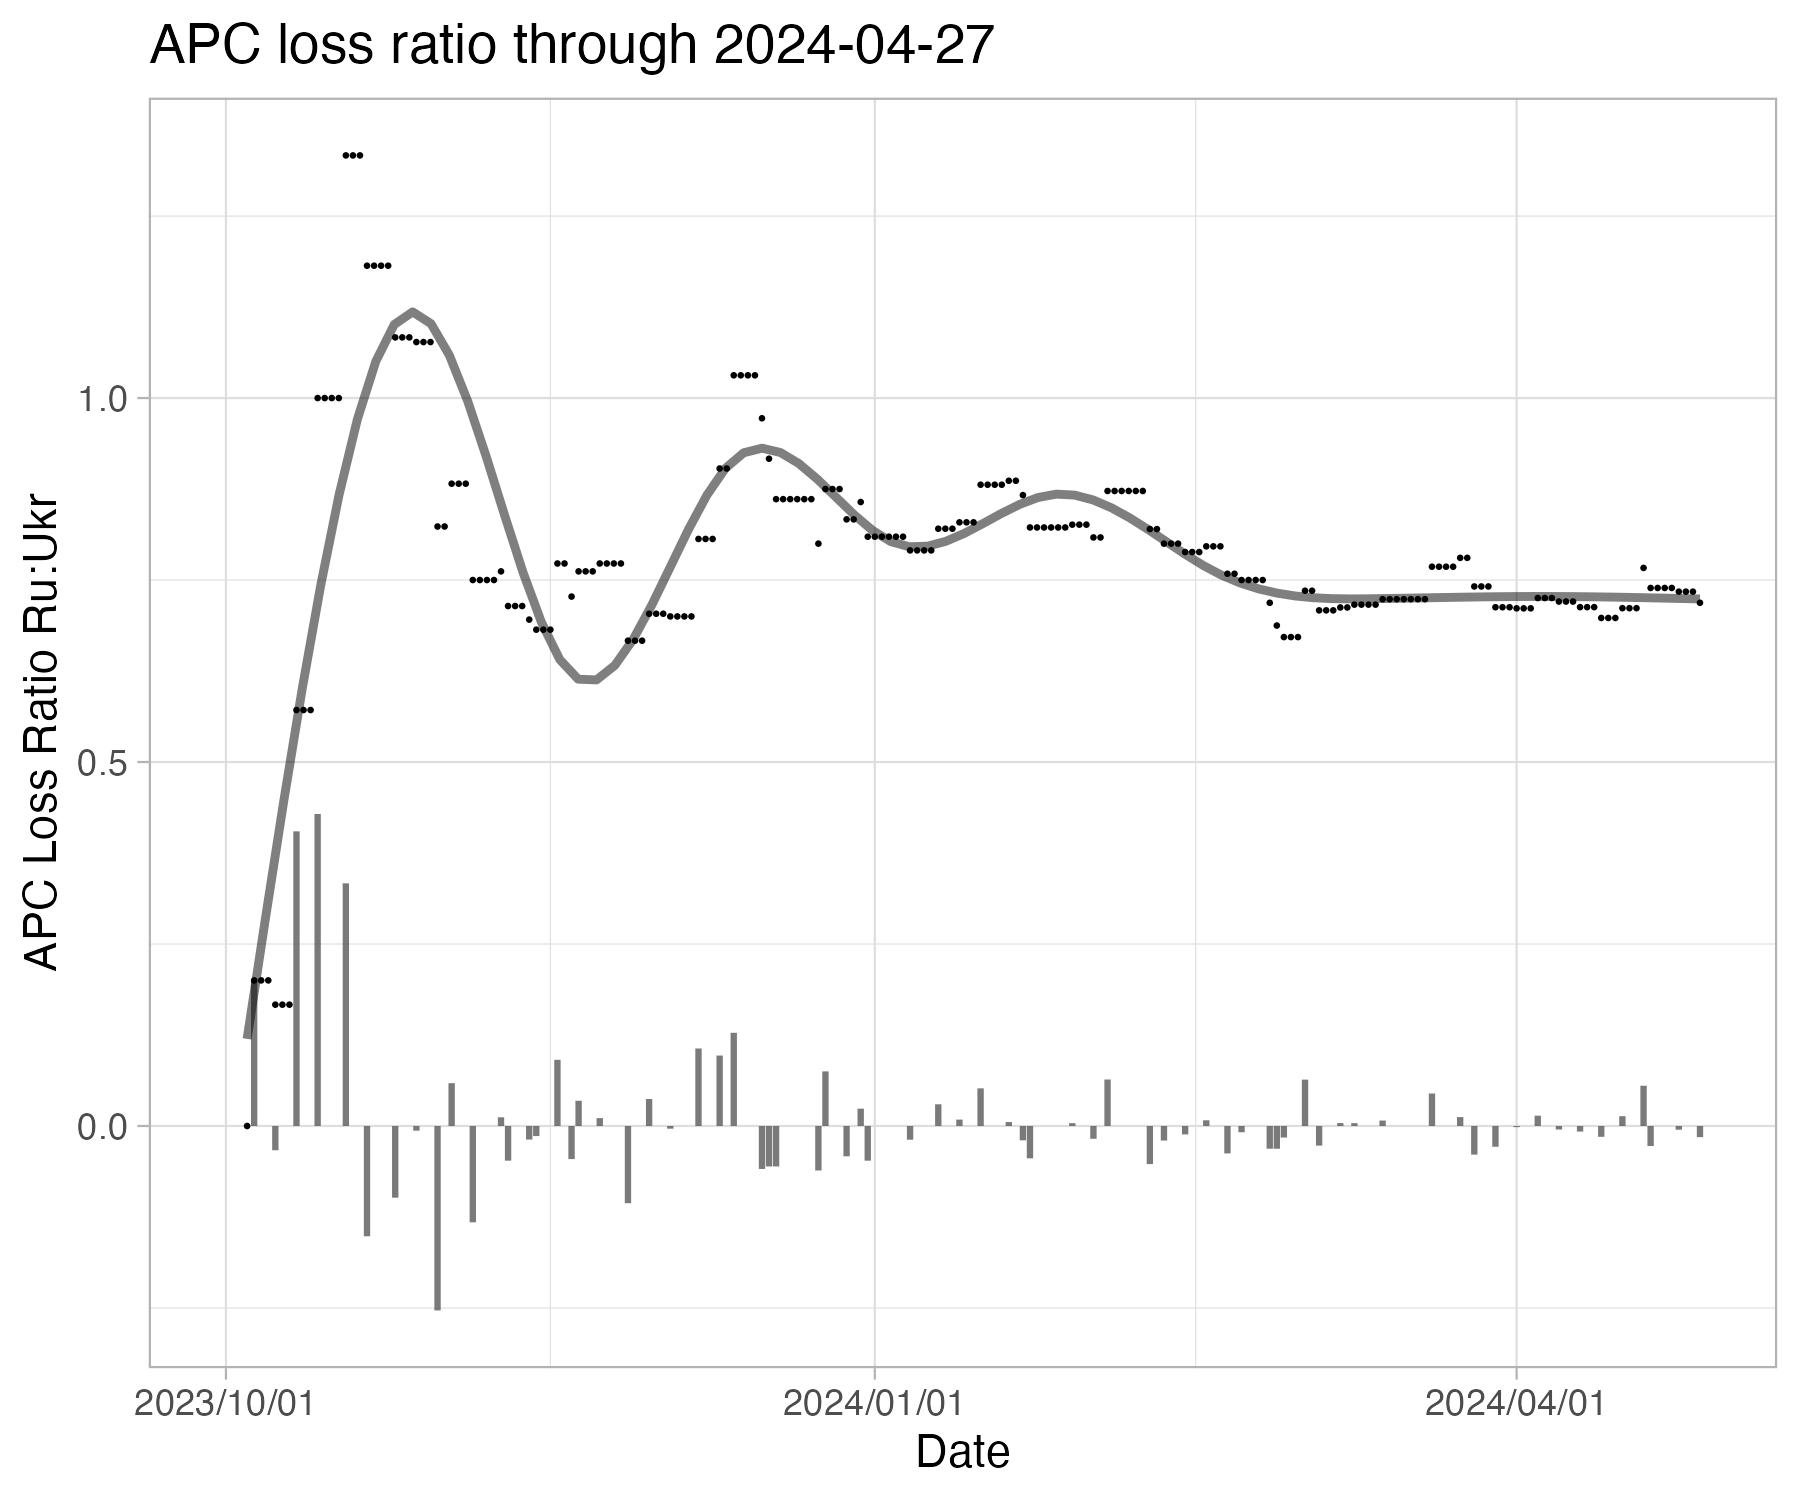 APC loss ratio through 2024-04-27
APC Loss Ratio Ru:Ukr
1.0
0.5
0.0
2023/10/01
2024/01/01
2024/04/01
Date